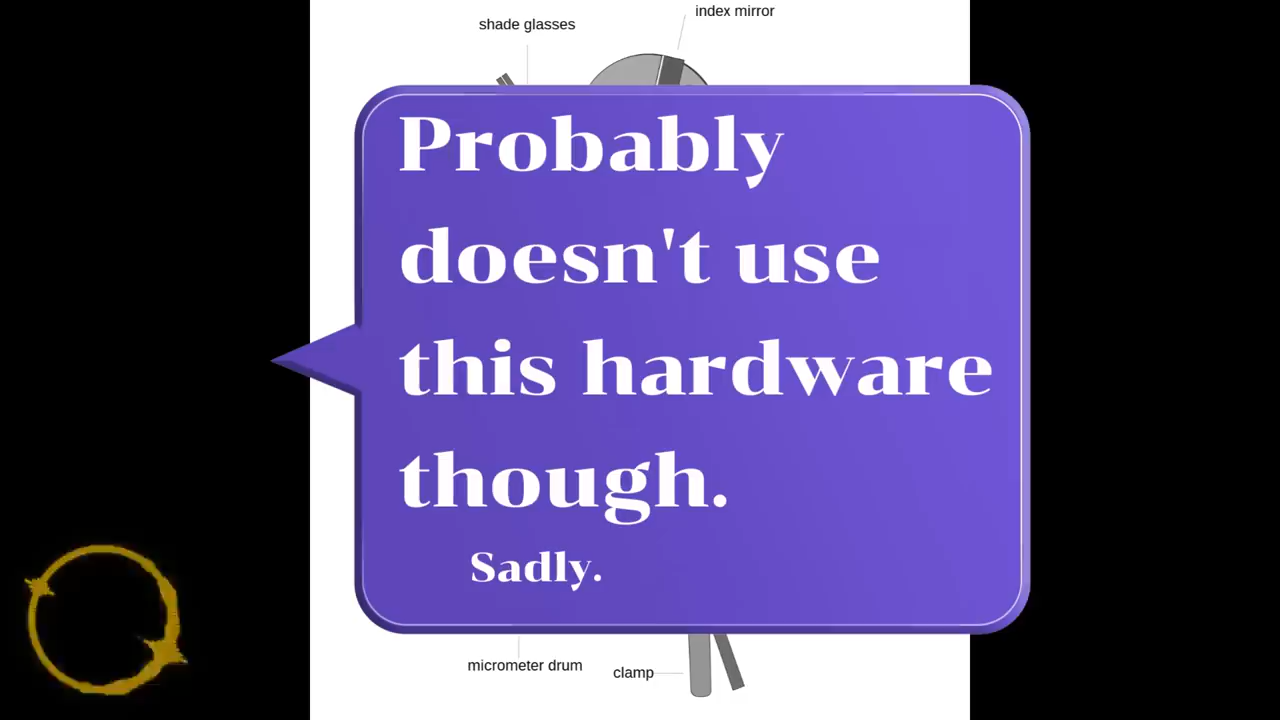 index mirror
shade glasses
Probably
doesn't use
this hardware
though.
Sadly.
micrometer drum
clamp